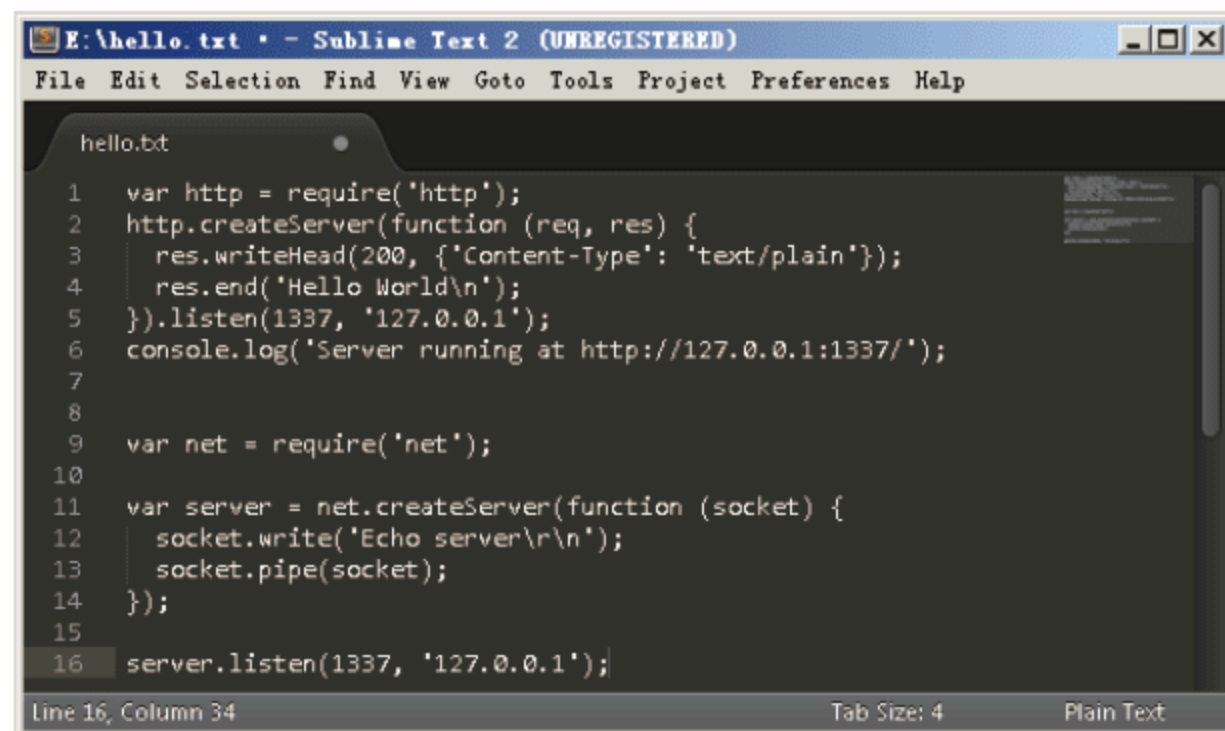 E:\hello.txt • - Sublime Text 2 (UNREGISTERED)
File Edit Selection Find View Goto Tools Project Preferences Help
hello.txt
1 var http = require('http');
2 http.createServer(function (req, res) {
3   res.writeHead(200, {'Content-Type': 'text/plain'});
4   res.end('Hello World\n');
5 }).listen(1337, '127.0.0.1');
6 console.log('Server running at http://127.0.0.1:1337/');
7
8
9 var net = require('net');
10
11 var server = net.createServer(function (socket) {
12   socket.write('Echo server\r\n');
13   socket.pipe(socket);
14 });
15
16 server.listen(1337, '127.0.0.1');
Line 16, Column 34 Tab Size: 4 Plain Text